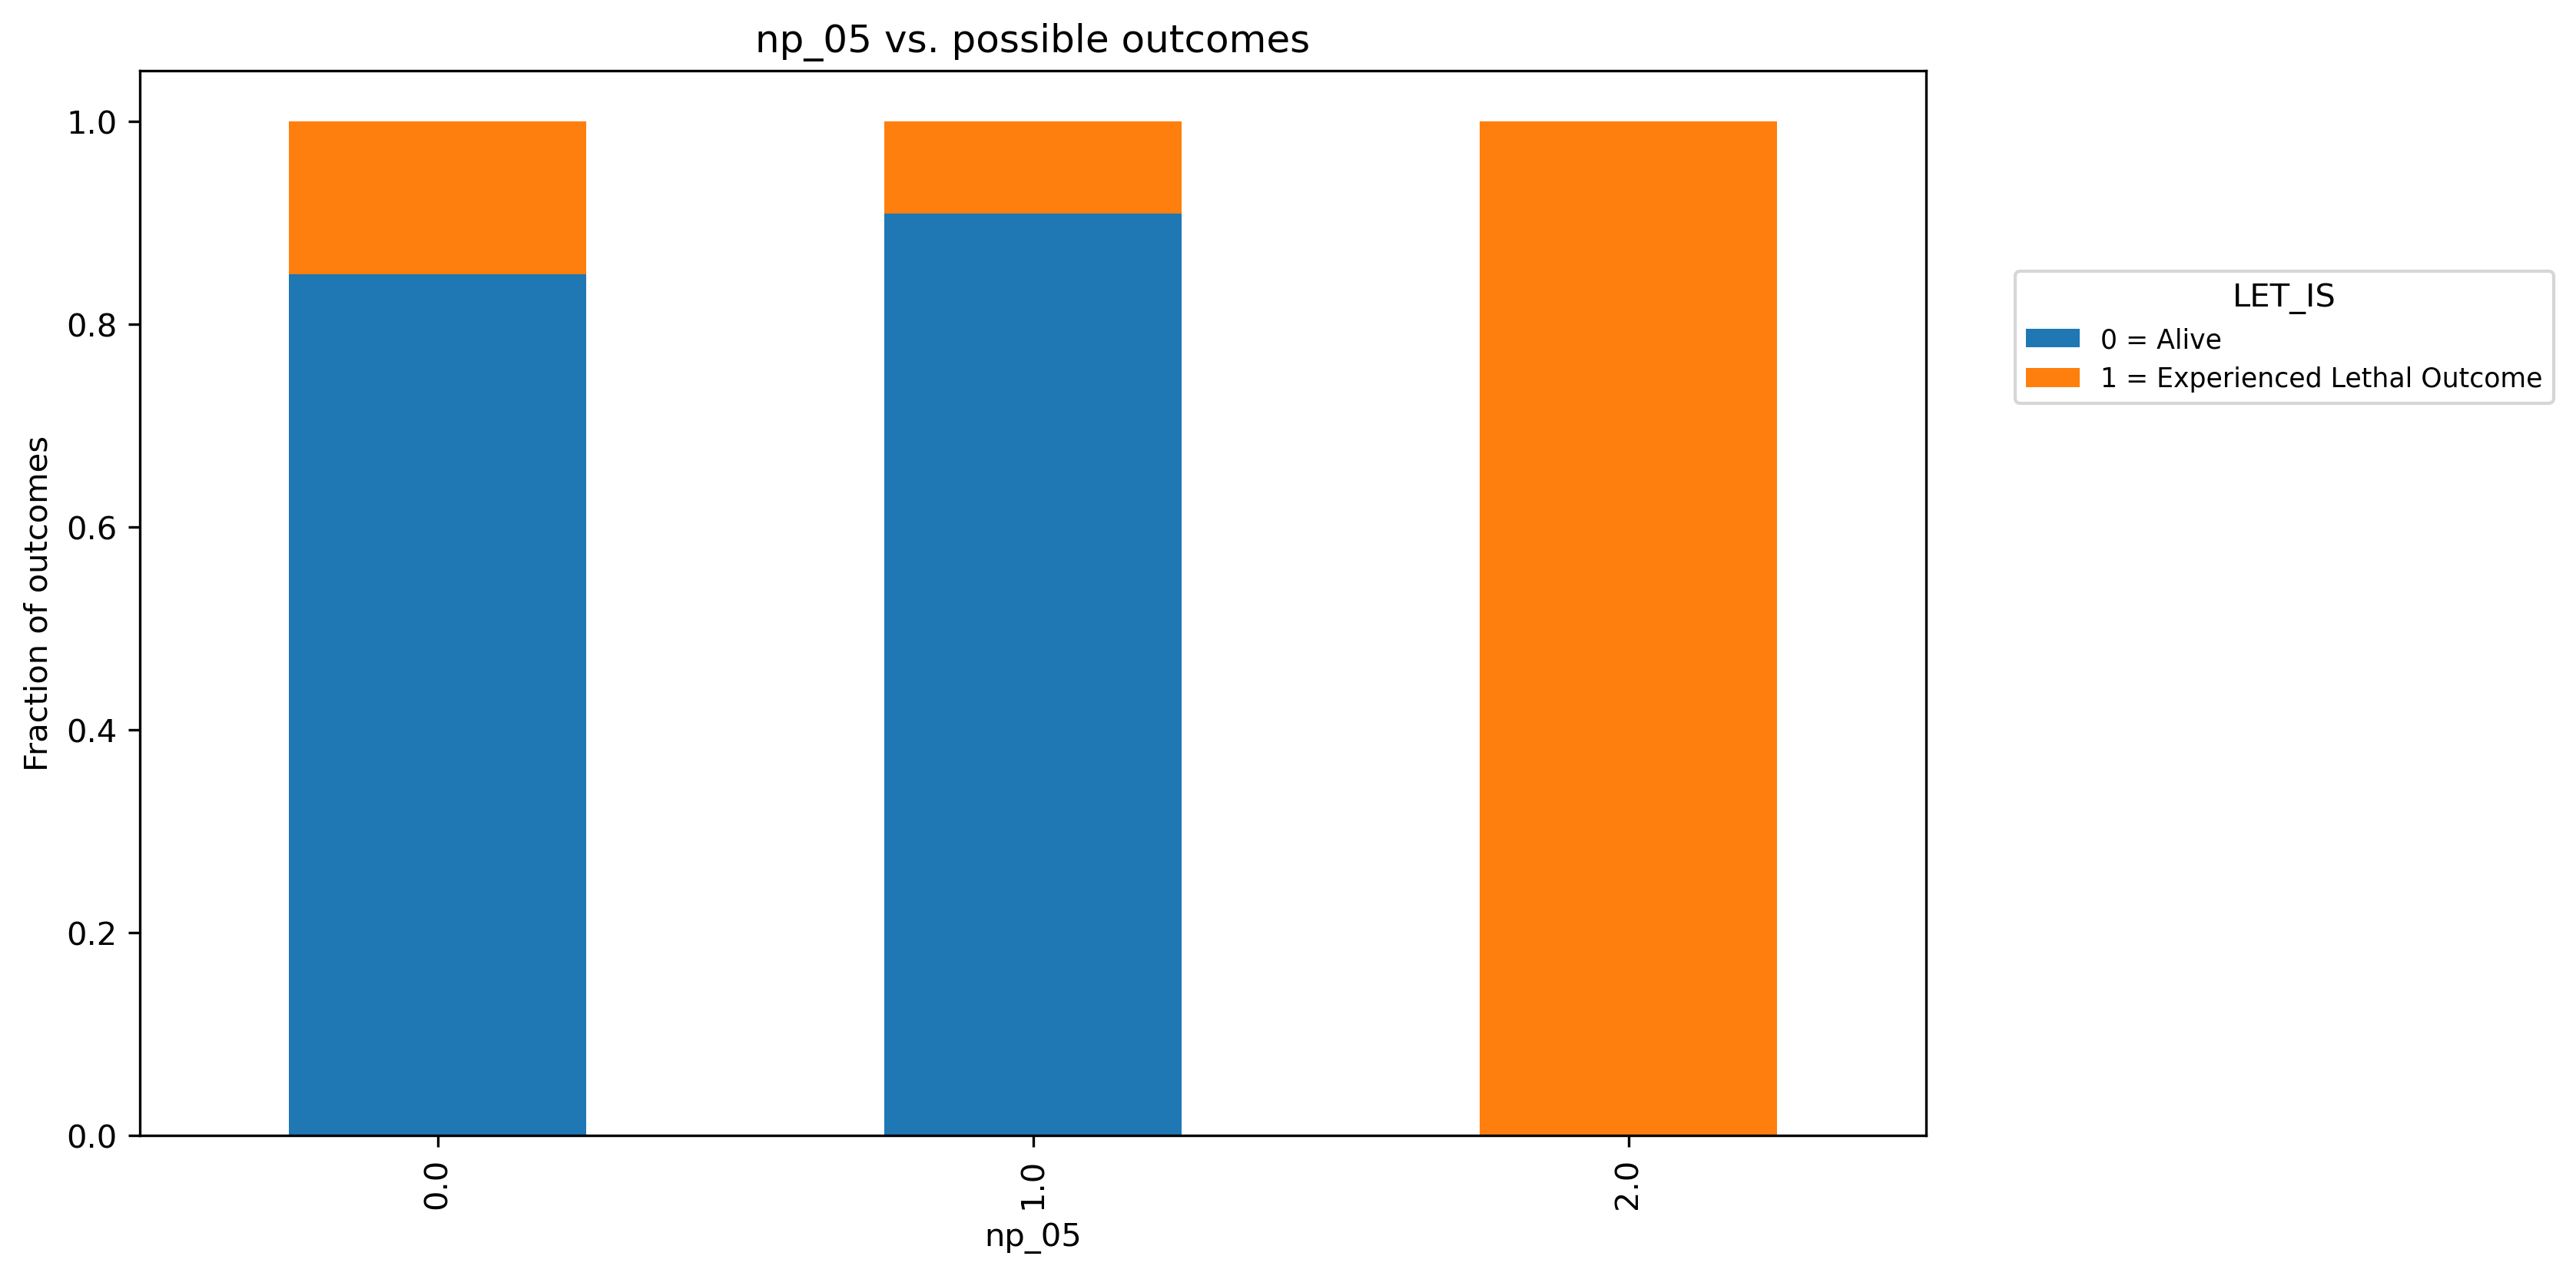 np_05 vs. possible outcomes
1.0
0.8
0.6
0.4
0.2
0.0
Fraction of outcomes
0.0
1.0
2.0
np_05
LET_IS
0 = Alive
1 = Experienced Lethal Outcome